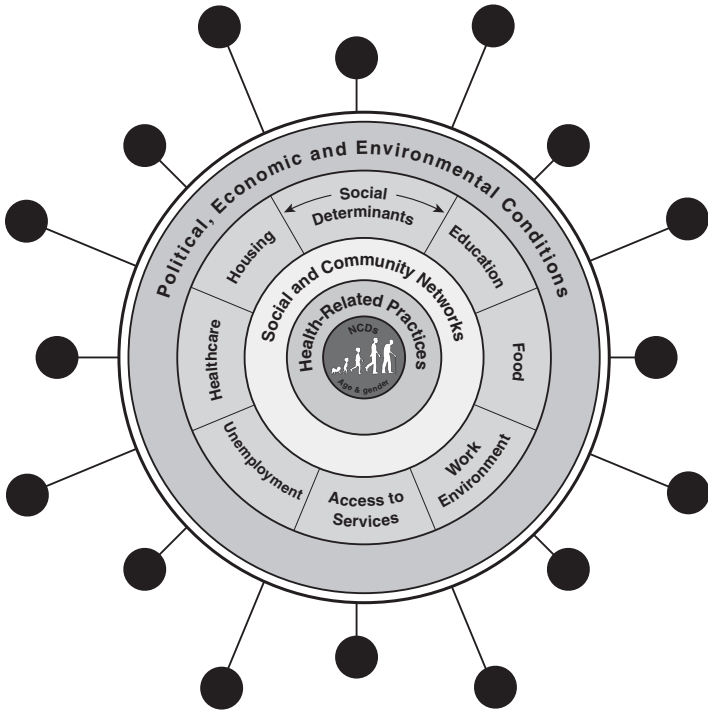 Political, Economic and Environmental Conditions
Social
Determinants
Education
Food
Work
Environment
Access to
Services
Unemployment
Healthcare
Housing
Social and Community Networks
Health-Related Practices
NCDs
Age & gender